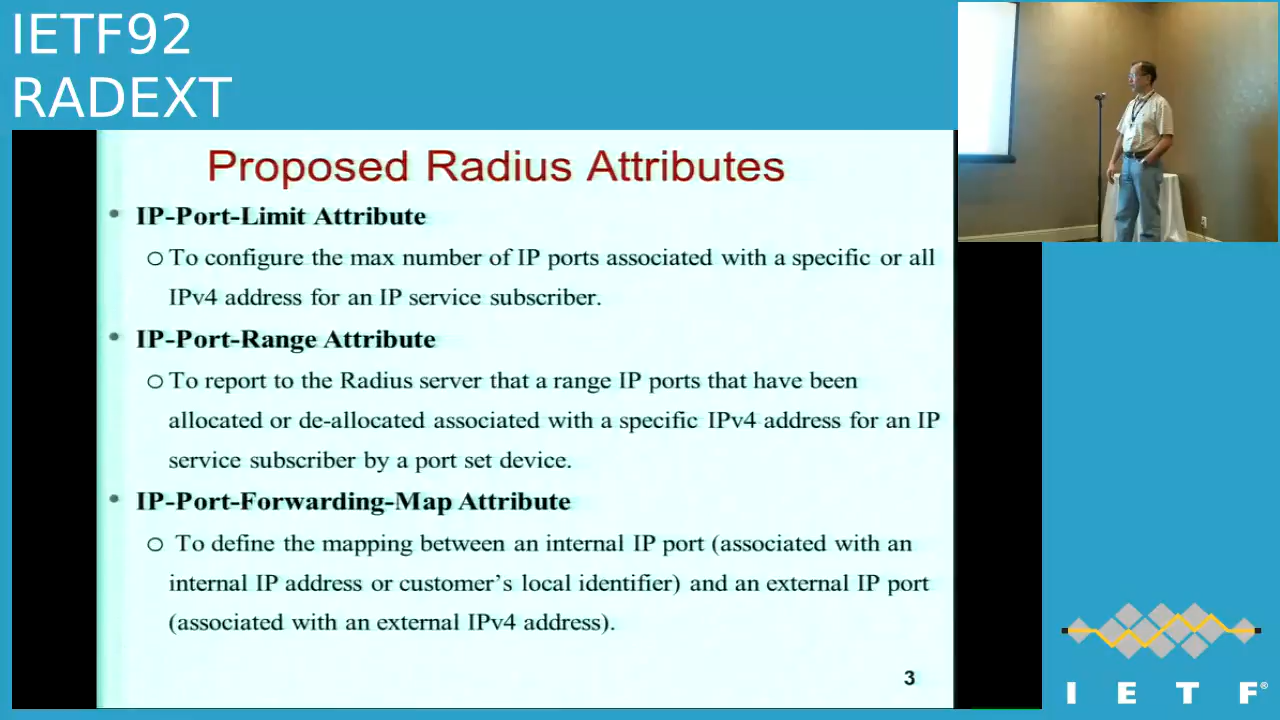 IETF92
RADEXT
Proposed Radius Attributes
• IP-Port-Limit Attribute
o To configure the max number of IP ports associated with a specific or all
IPv4 address for an IP service subscriber.
• IP-Port-Range Attribute
o To report to the Radius server that a range IP ports that have been
allocated or de-allocated associated with a specific IPv4 address for an IP
service subscriber by a port set device.
• IP-Port-Forwarding-Map Attribute
o To define the mapping between an internal IP port (associated with an
internal IP address or customer's local identifier) and an external IP port
(associated with an external IPv4 address).
3
I E T F®